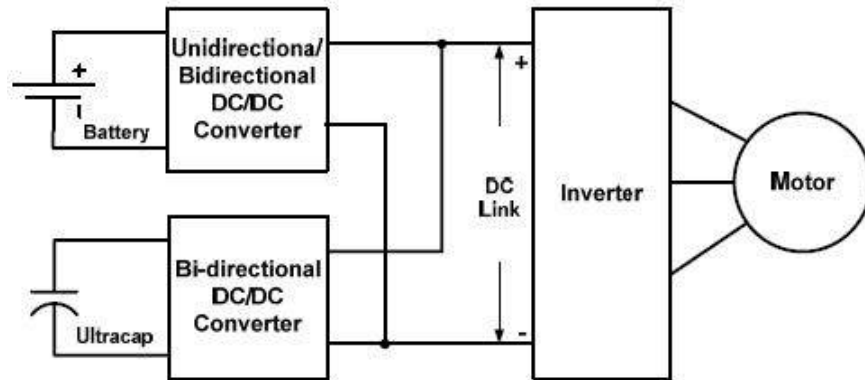 Unidirectiona/
Bidirectional
DC/DC
Converter
+
Battery
Bi-directional
DC/DC
Converter
Ultracap
+
DC
Link
-
Inverter
Motor